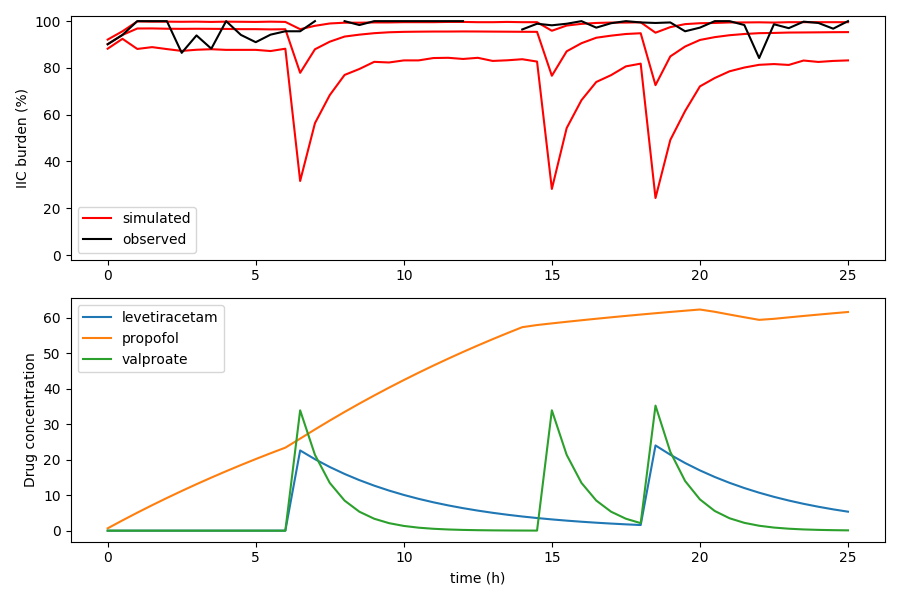 IIC burden (%)
100
80
60
40
20
0
simulated
observed
0 5 10 15 20 25
Drug concentration
60
50
40
30
20
10
0
levetiracetam
propofol
valproate
0 5 10 15 20 25
time (h)